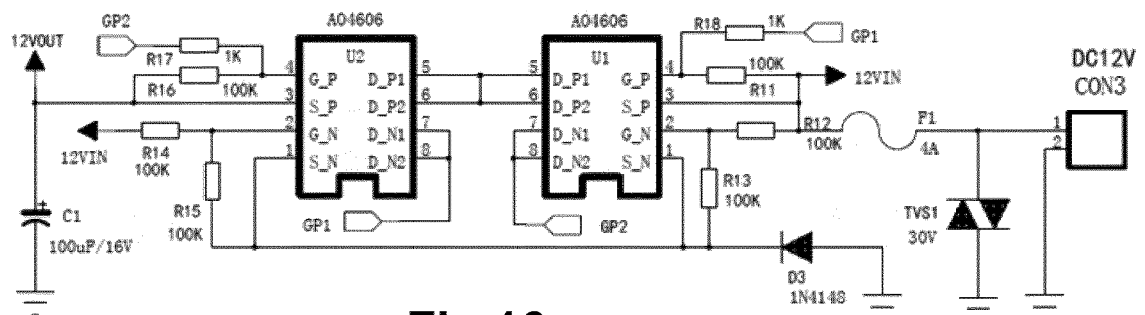 GP2
AO4606
AO4606
R18
1K
GP1
12VOUT
R17
1K
U2
U1
DC12V
CON3
R16
100K
4
G_P
D_P1
5
5
D_P1
G_P
4
100K
R11
12VIN
3
S_P
D_P2
6
6
D_P2
S_P
3
2
G_N
D_N1
7
7
D_N1
G_N
2
R12
100K
F1
4A
1
2
12VIN
R14
100K
1
S_N
D_N2
8
8
D_N2
S_N
1
R13
100K
R15
100K
+
C1
100uF/16V
GP1
GP2
TVS1
30V
D3
1N4148